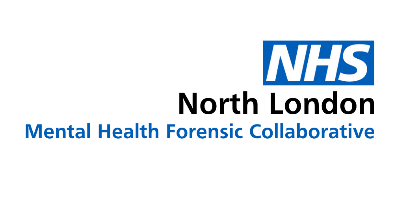 NHS
North London
Mental Health Forensic Collaborative